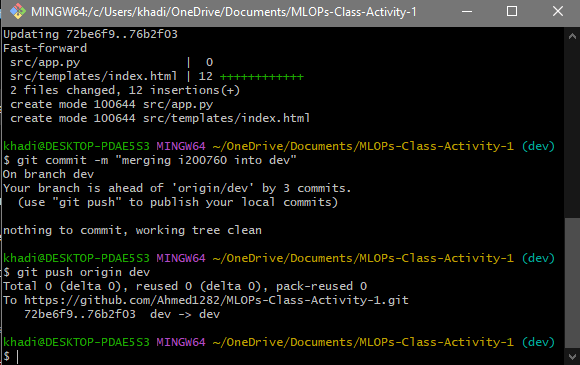 MINGW64:/c/Users/khadi/OneDrive/Documents/MLOPs-Class-Activity-1
Updating 72be6f9..76b2f03
Fast-forward
 src/app.py               |  0
 src/templates/index.html | 12 ++++++++++++
 2 files changed, 12 insertions(+)
 create mode 100644 src/app.py
 create mode 100644 src/templates/index.html
khadi@DESKTOP-PDAE5S3 MINGW64 ~/OneDrive/Documents/MLOPs-Class-Activity-1 (dev)
$ git commit -m "merging i200760 into dev"
On branch dev
Your branch is ahead of 'origin/dev' by 3 commits.
  (use "git push" to publish your local commits)
nothing to commit, working tree clean
khadi@DESKTOP-PDAE5S3 MINGW64 ~/OneDrive/Documents/MLOPs-Class-Activity-1 (dev)
$ git push origin dev
Total 0 (delta 0), reused 0 (delta 0), pack-reused 0
To https://github.com/Ahmed1282/MLOPs-Class-Activity-1.git
   72be6f9..76b2f03  dev -> dev
khadi@DESKTOP-PDAE5S3 MINGW64 ~/OneDrive/Documents/MLOPs-Class-Activity-1 (dev)
$